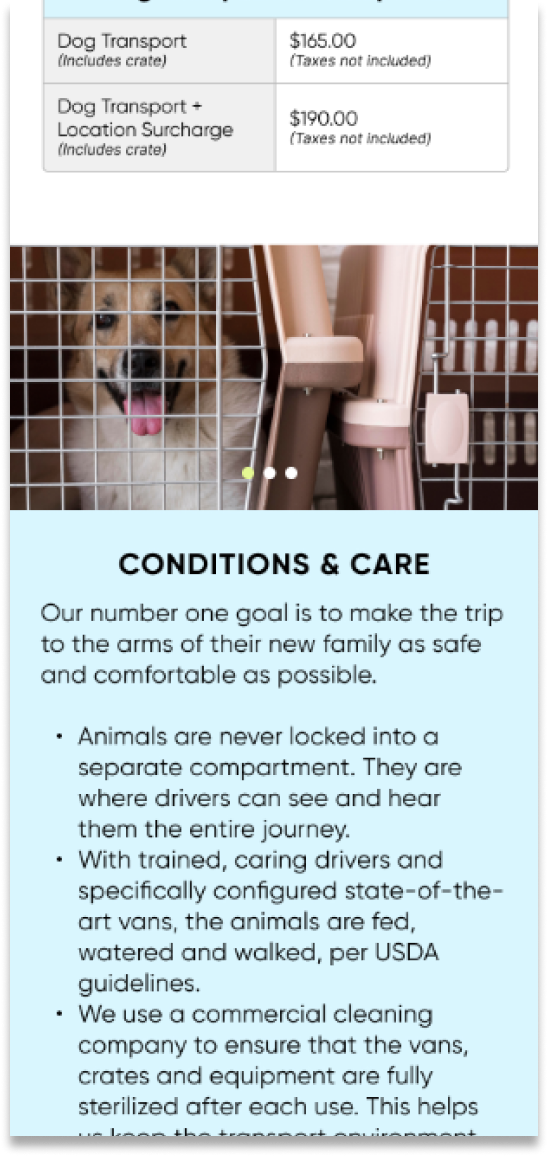 Dog Transport
(Includes crate)
$165.00
(Taxes not included)
Dog Transport +
Location Surcharge
(Includes crate)
$190.00
(Taxes not included)
CONDITIONS & CARE
Our number one goal is to make the trip
to the arms of their new family as safe
and comfortable as possible.
• Animals are never locked into a
separate compartment. They are
where drivers can see and hear
them the entire journey.
• With trained, caring drivers and
specifically configured state-of-the-
art vans, the animals are fed,
watered and walked, per USDA
guidelines.
• We use a commercial cleaning
company to ensure that the vans,
crates and equipment are fully
sterilized after each use. This helps
us keep the transport environment